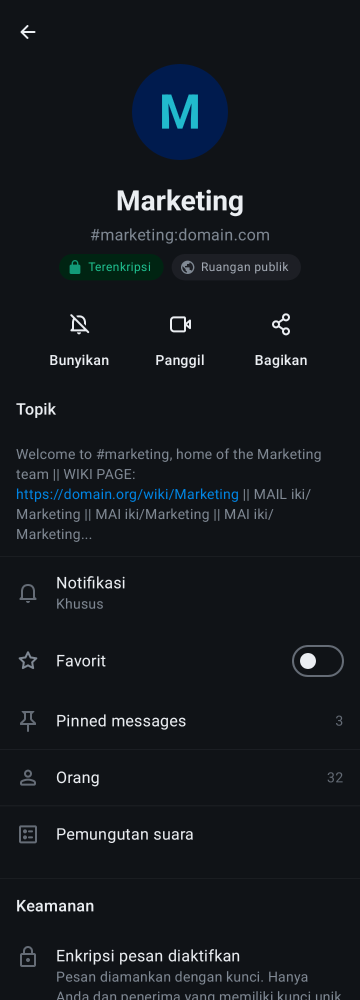 M
Marketing
#marketing:domain.com
Terenkripsi
Ruangan publik
Bunyikan
Panggil
Bagikan
Topik
Welcome to #marketing, home of the Marketing
team || WIKI PAGE:
https://domain.org/wiki/Marketing || MAIL iki/
Marketing || MAI iki/Marketing || MAI iki/
Marketing...
Notifikasi
Khusus
Favorit
Pinned messages 3
Orang 32
Pemungutan suara
Keamanan
Enkripsi pesan diaktifkan
Pesan diamankan dengan kunci. Hanya
Anda dan penerima yang memiliki kunci unik